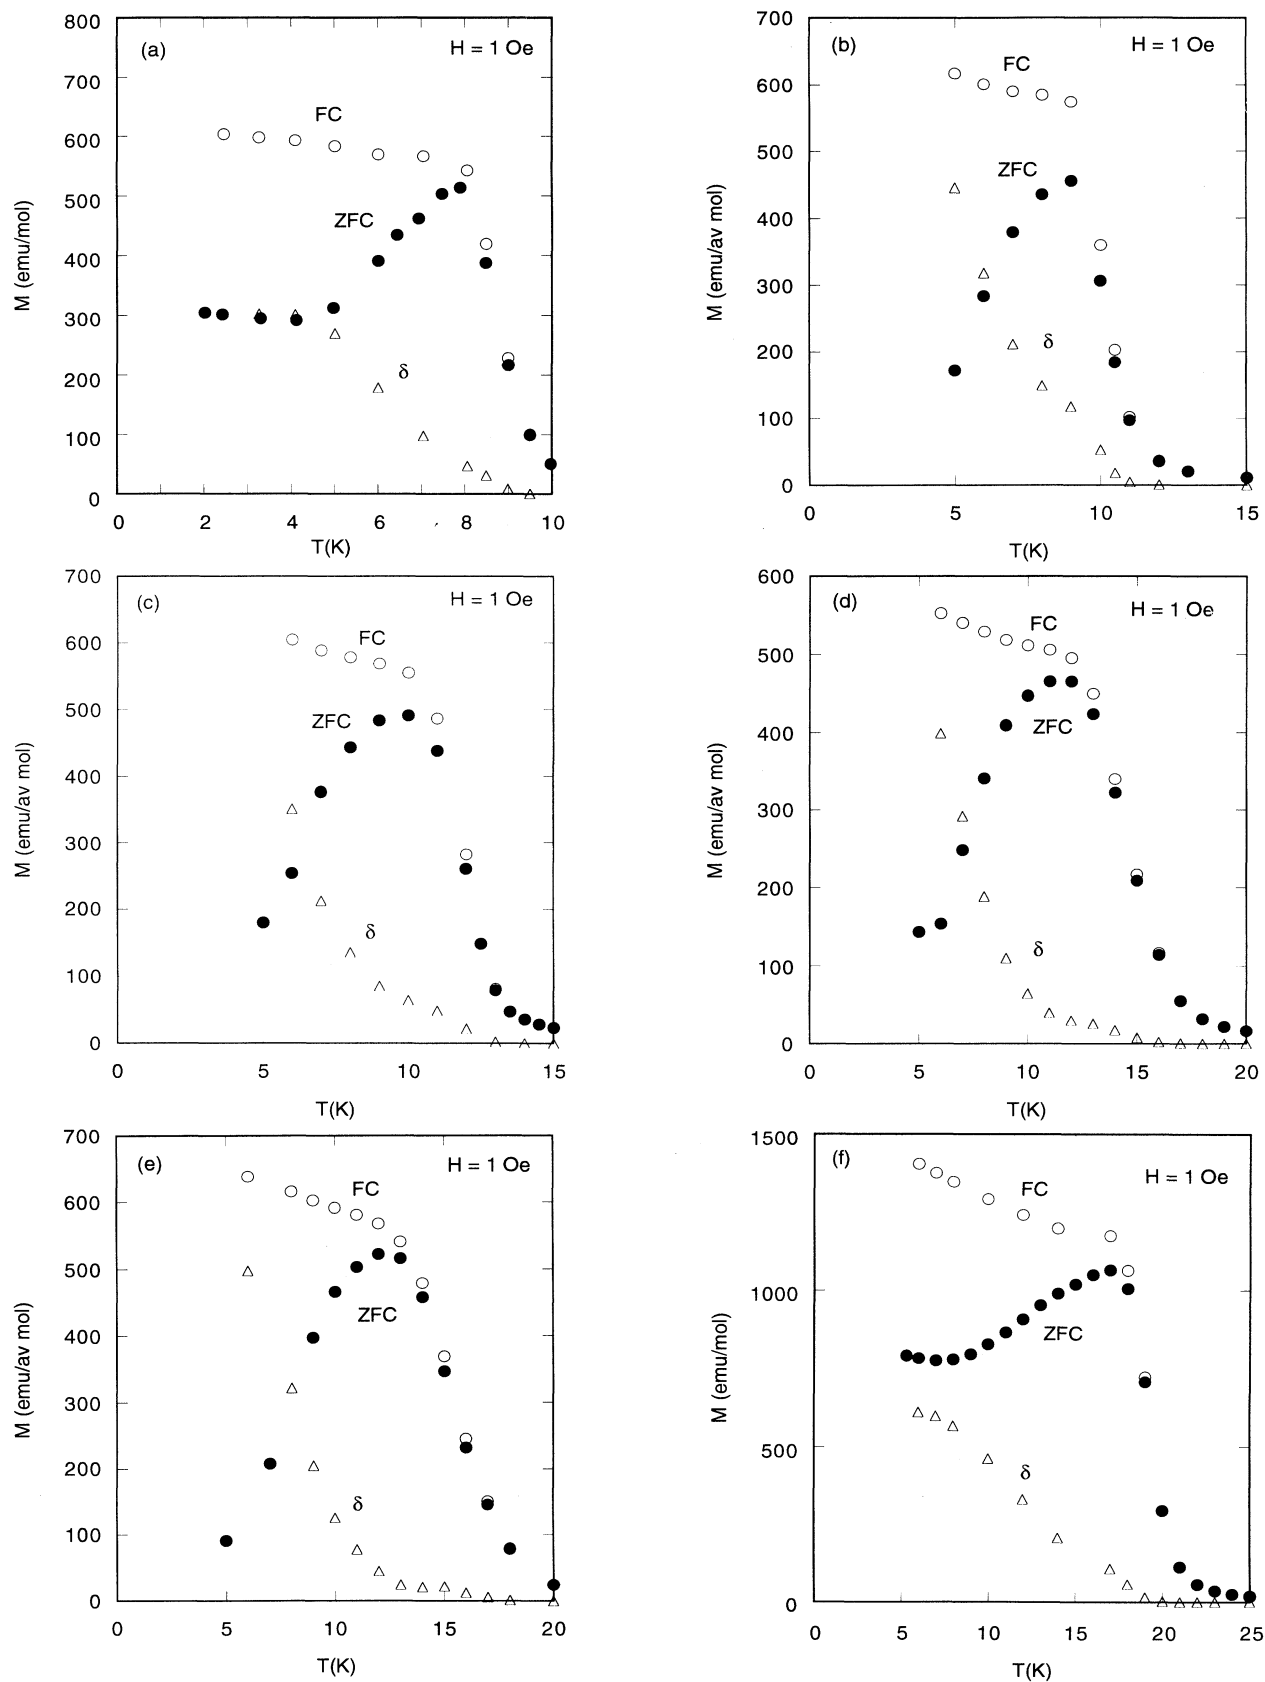 (a)
H = 1 Oe
FC
ZFC
δ
M (emu/mol)
800
700
600
500
400
300
200
100
0
0 2 4 6 8 10
T(K)
(b)
H = 1 Oe
FC
ZFC
δ
M (emu/av mol)
700
600
500
400
300
200
100
0
5 10 15
T(K)
(c)
H = 1 Oe
FC
ZFC
δ
M (emu/av mol)
700
600
500
400
300
200
100
0
0 5 10 15
T(K)
(d)
H = 1 Oe
FC
ZFC
δ
M (emu/av mol)
600
500
400
300
200
100
0
0 5 10 15 20
T(K)
(e)
H = 1 Oe
FC
ZFC
δ
M (emu/av mol)
700
600
500
400
300
200
100
0
0 5 10 15 20
T(K)
(f)
H = 1 Oe
FC
ZFC
δ
M (emu/mol)
1500
1000
500
0
0 5 10 15 20 25
T(K)